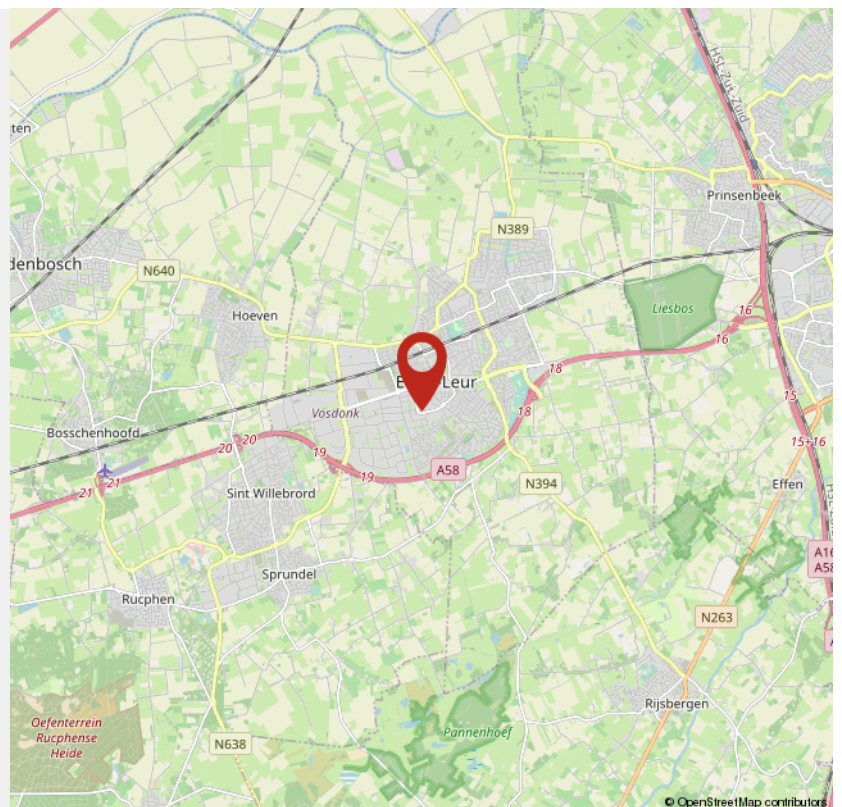 HSL-Zuid
Prinsenbeek
N389
denbosch
N640
Hoeven
Liesbos
16
16
Leur
18
Vosdonk
18
15
Bosschenhoofd
20
20
19
15+16
19
A58
21
21
N394
Effen
Sint Willebrord
A16
A58
Sprundel
Rucphen
N263
Rijsbergen
Oefenterrein
Rucphense
Heide
Pannenhoef
N638
© OpenStreetMap contributors